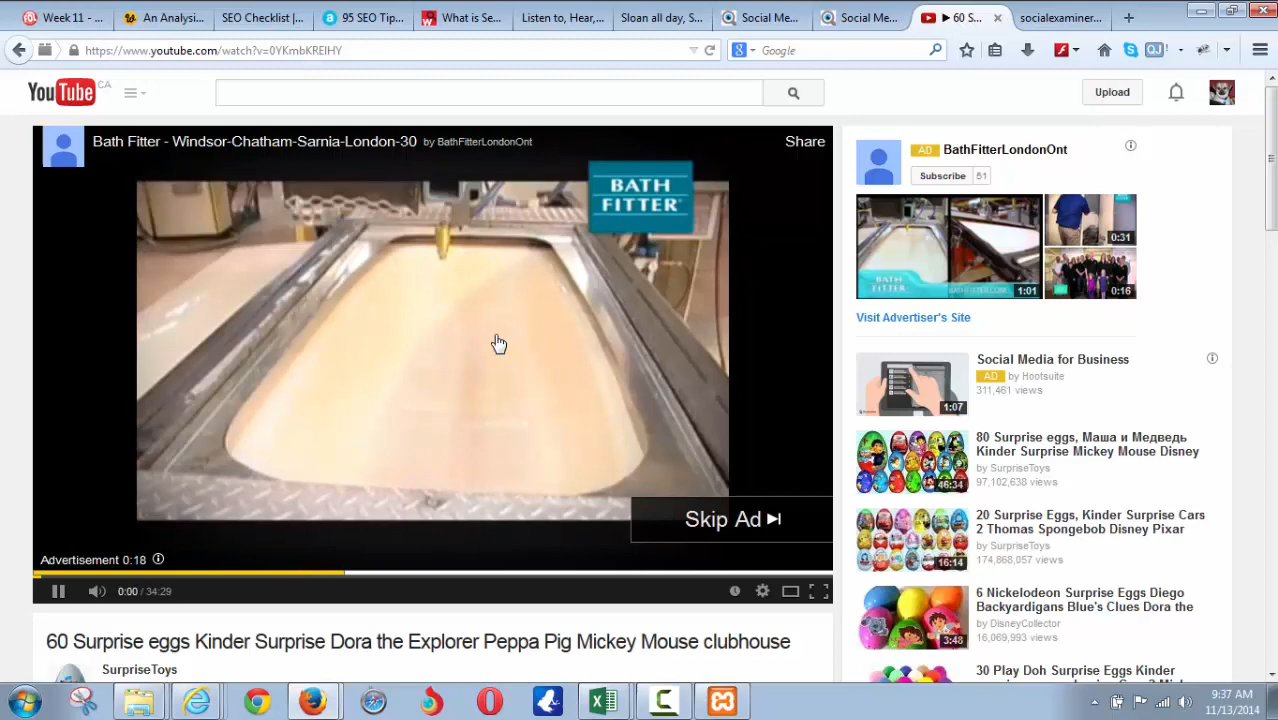 Week 11 - ...
An Analysi...
SEO Checklist |...
95 SEO Tip...
What is Se...
Listen to, Hear,...
Sloan all day, S...
Social Me...
Social Me...
60 S...
socialexaminer...
https://www.youtube.com/watch?v=0YKmbKREIHY
Google
QJ!
YouTube CA
Upload
Bath Fitter - Windsor-Chatham-Sarnia-London-30 by BathFitterLondonOnt
Share
BATH
FITTER
Skip Ad
Advertisement 0:18
0:00 / 34:29
60 Surprise eggs Kinder Surprise Dora the Explorer Peppa Pig Mickey Mouse clubhouse
SurpriseToys
AD BathFitterLondonOnt
Subscribe 51
BATH
FITTER
1:01
0:31
0:16
Visit Advertiser's Site
Social Media for Business
AD by Hootsuite
311,461 views
1:07
80 Surprise eggs, Маша и Медведь
Kinder Surprise Mickey Mouse Disney
by SurpriseToys
97,102,638 views
46:34
20 Surprise Eggs, Kinder Surprise Cars
2 Thomas Spongebob Disney Pixar
by SurpriseToys
174,868,057 views
16:14
6 Nickelodeon Surprise Eggs Diego
Backyardigans Blue's Clues Dora the
by DisneyCollector
16,069,993 views
3:48
30 Play Doh Surprise Eggs Kinder
9:37 AM
11/13/2014